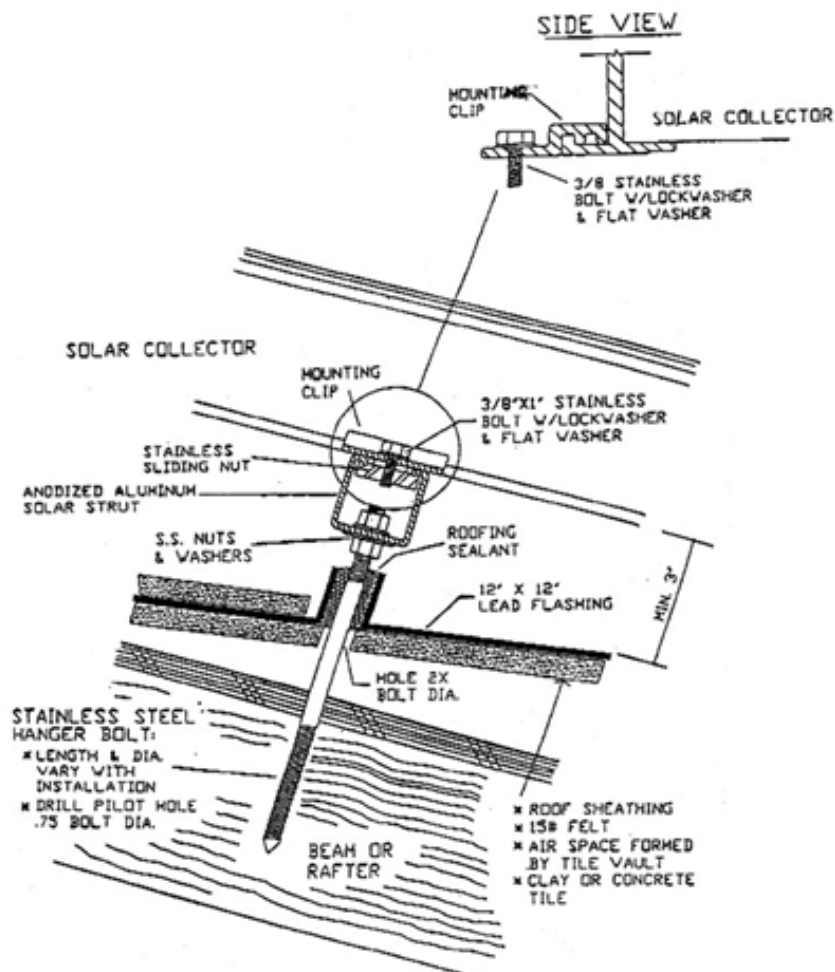 SIDE VIEW
MOUNTING
CLIP
SOLAR COLLECTOR
3/8 STAINLESS
BOLT W/LOCKWASHER
& FLAT WASHER
SOLAR COLLECTOR
MOUNTING
CLIP
3/8"X1" STAINLESS
BOLT W/LOCKWASHER
& FLAT WASHER
STAINLESS
SLIDING NUT
ANODIZED ALUMINUM
SOLAR STRUT
S.S. NUTS
& WASHERS
ROOFING
SEALANT
12" X 12"
LEAD FLASHING
MIN. 3"
HOLE 2X
BOLT DIA.
STAINLESS STEEL
HANGER BOLT:
* LENGTH & DIA.
VARY WITH
INSTALLATION
* DRILL PILOT HOLE
.75 BOLT DIA.
BEAM OR
RAFTER
* ROOF SHEATHING
* 15# FELT
* AIR SPACE FORMED
BY TILE VAULT
* CLAY OR CONCRETE
TILE